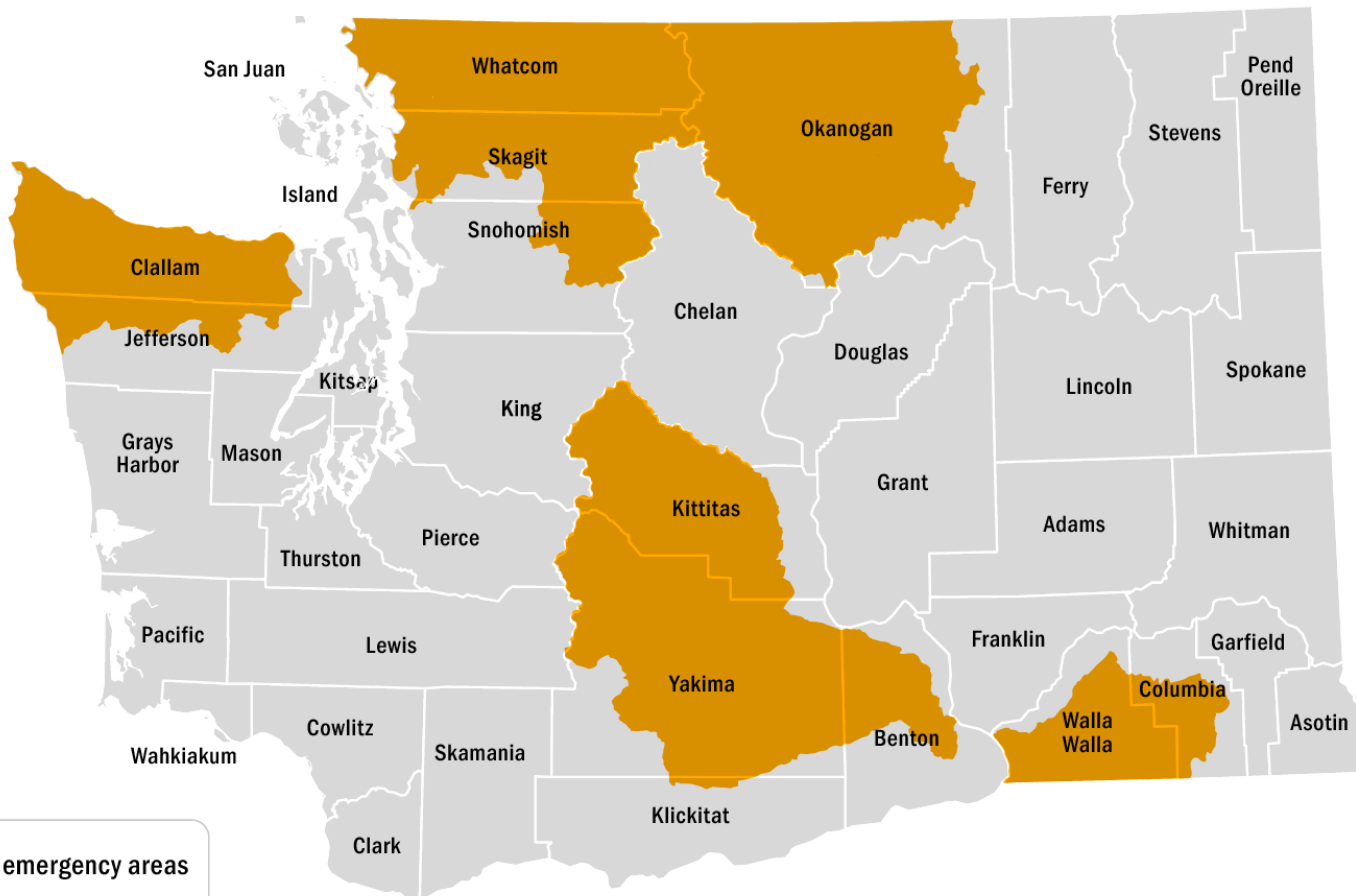 San Juan
Whatcom
Pend
Oreille
Okanogan
Stevens
Skagit
Ferry
Island
Snohomish
Clallam
Chelan
Jefferson
Douglas
Kitsap
Lincoln
Spokane
King
Grays
Harbor
Mason
Grant
Kittitas
Adams
Whitman
Pierce
Thurston
Pacific
Lewis
Franklin
Garfield
Yakima
Columbia
Walla
Walla
Asotin
Cowlitz
Benton
Wahkiakum
Skamania
Klickitat
Clark
emergency areas